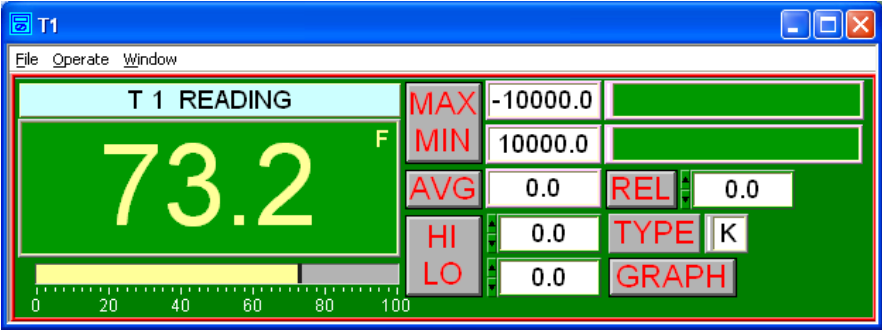 T1
File Operate Window
T 1 READING
F
73.2
0 20 40 60 80 100
MAX -10000.0
MIN 10000.0
AVG 0.0 REL 0.0
HI 0.0 TYPE K
LO 0.0 GRAPH